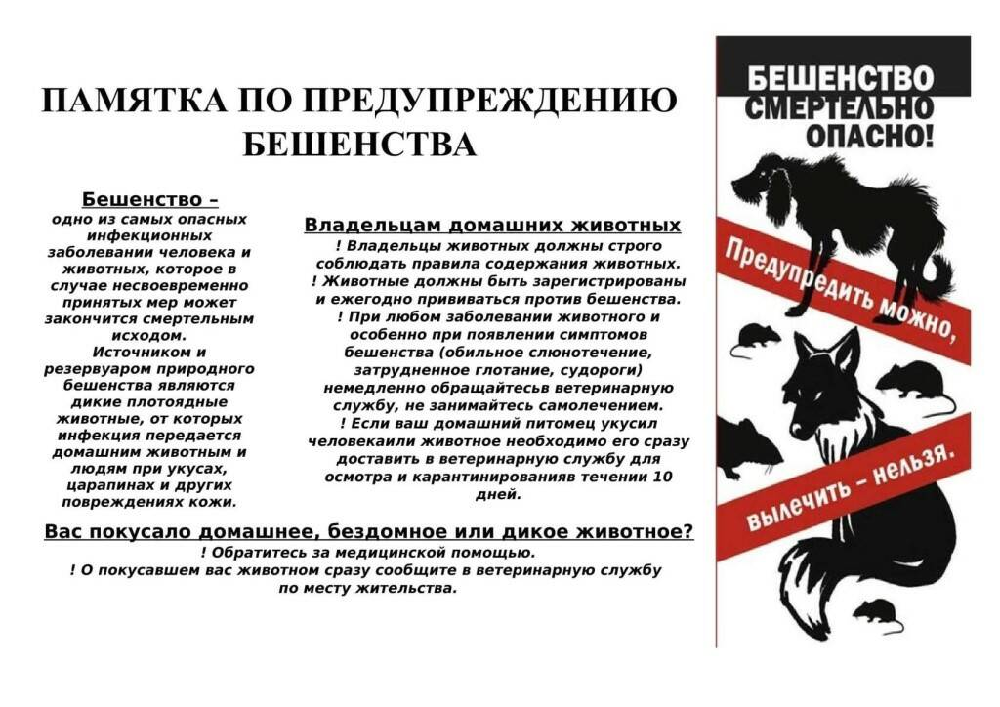 ПАМЯТКА ПО ПРЕДУПРЕЖДЕНИЮ
БЕШЕНСТВА
Бешенство –
одно из самых опасных
инфекционных
заболевании человека и
животных, которое в
случае несвоевременно
принятых мер может
закончится смертельным
исходом.
Источником и
резервуаром природного
бешенства являются
дикие плотоядные
животные, от которых
инфекция передается
домашним животным и
людям при укусах,
царапинах и других
повреждениях кожи.
Владельцам домашних животных
! Владельцы животных должны строго
соблюдать правила содержания животных.
! Животные должны быть зарегистрированы
и ежегодно прививаться против бешенства.
! При любом заболевании животного и
особенно при появлении симптомов
бешенства (обильное слюнотечение,
затрудненное глотание, судороги)
немедленно обращайтесьв ветеринарную
службу, не занимайтесь самолечением.
! Если ваш домашний питомец укусил
человекаили животное необходимо его сразу
доставить в ветеринарную службу для
осмотра и карантинированияв течении 10
дней.
Вас покусало домашнее, бездомное или дикое животное?
! Обратитесь за медицинской помощью.
! О покусавшем вас животном сразу сообщите в ветеринарную службу
по месту жительства.
БЕШЕНСТВО
СМЕРТЕЛЬНО
ОПАСНО!
Предупредить можно,
вылечить – нельзя.